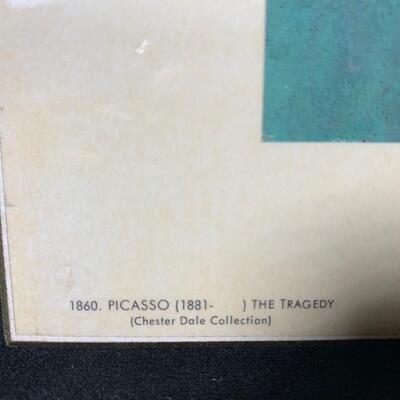 1860. PICASSO (1881-      ) THE TRAGEDY
(Chester Dale Collection)